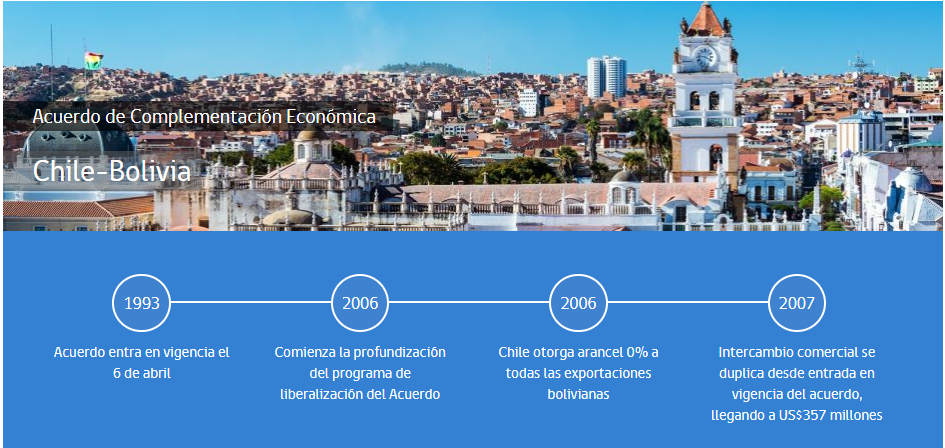 Acuerdo de Complementación Económica
Chile-Bolivia
1993
Acuerdo entra en vigencia el
6 de abril
2006
Comienza la profundización
del programa de
liberalización del Acuerdo
2006
Chile otorga arancel 0% a
todas las exportaciones
bolivianas
2007
Intercambio comercial se
duplica desde entrada en
vigencia del acuerdo,
llegando a US$357 millones